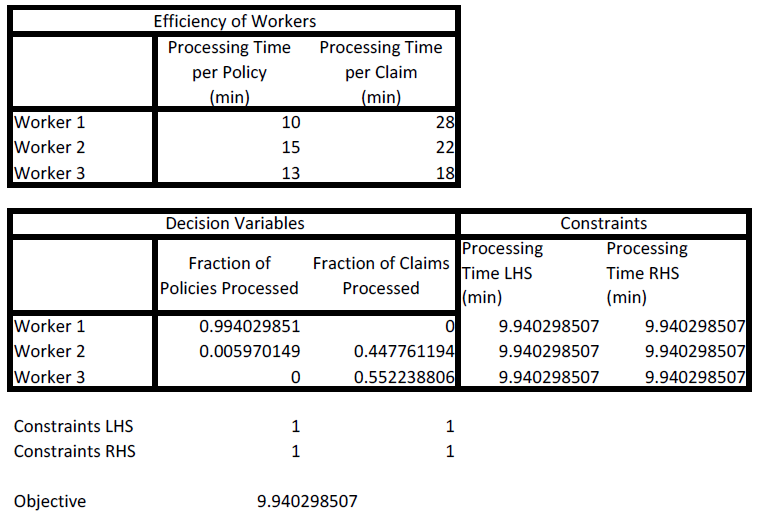 Efficiency of Workers
Processing Time per Policy (min) Processing Time per Claim (min)
Worker 1 10 28
Worker 2 15 22
Worker 3 13 18
Decision Variables Constraints
Fraction of Policies Processed Fraction of Claims Processed Processing Time LHS (min) Processing Time RHS (min)
Worker 1 0.994029851 0 9.940298507 9.940298507
Worker 2 0.005970149 0.447761194 9.940298507 9.940298507
Worker 3 0 0.552238806 9.940298507 9.940298507
Constraints LHS 1 1
Constraints RHS 1 1
Objective 9.940298507